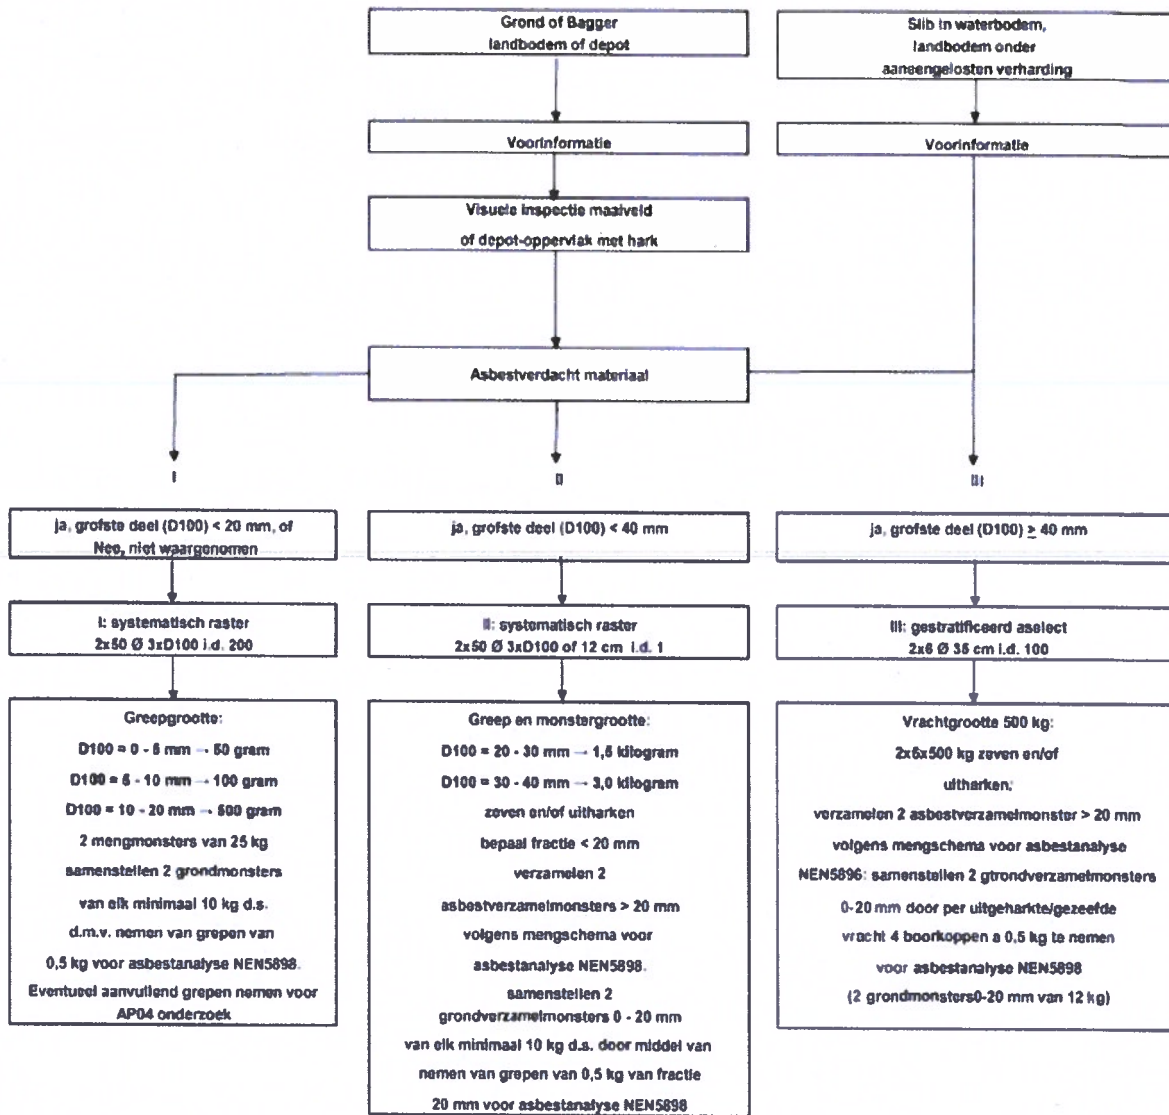 Grond of Bagger
landbodem of depot
Slib in waterbodem,
landbodem onder
aaneengelosten verharding
Voorinformatie
Voorinformatie
Visuele inspectie maaiveld
of depot-oppervlak met hark
Asbestverdacht materiaal
I
II
III
ja, grofste deel (D100) < 20 mm, of
Nee, niet waargenomen
ja, grofste deel (D100) < 40 mm
ja, grofste deel (D100) ≥ 40 mm
I: systematisch raster
2x50 Ø 3xD100 i.d. 200
II: systematisch raster
2x50 Ø 3xD100 of 12 cm i.d. 1
III: gestratificeerd aselect
2x6 Ø 35 cm i.d. 100
Greepgrootte:
D100 = 0 - 5 mm → 50 gram
D100 = 5 - 10 mm → 100 gram
D100 = 10 - 20 mm → 500 gram
2 mengmonsters van 25 kg
samenstellen 2 grondmonsters
van elk minimaal 10 kg d.s.
d.m.v. nemen van grepen van
0,5 kg voor asbestanalyse NEN5898.
Eventueel aanvullend grepen nemen voor
AP04 onderzoek
Greep en monstergrootte:
D100 = 20 - 30 mm → 1,5 kilogram
D100 = 30 - 40 mm → 3,0 kilogram
zeven en/of uitharken
bepaal fractie < 20 mm
verzamelen 2
asbestverzamelmonsters > 20 mm
volgens mengschema voor
asbestanalyse NEN5898.
samenstellen 2
grondverzamelmonsters 0 - 20 mm
van elk minimaal 10 kg d.s. door middel van
nemen van grepen van 0,5 kg van fractie
20 mm voor asbestanalyse NEN5898
Vrachtgrootte 500 kg:
2x6x500 kg zeven en/of
uitharken:
verzamelen 2 asbestverzamelmonster > 20 mm
volgens mengschema voor asbestanalyse
NEN5896: samenstellen 2 gtrondverzamelmonsters
0-20 mm door per uitgeharkte/gezeefde
vracht 4 boorkoppen a 0,5 kg te nemen
voor asbestanalyse NEN5898
(2 grondmonsters0-20 mm van 12 kg)